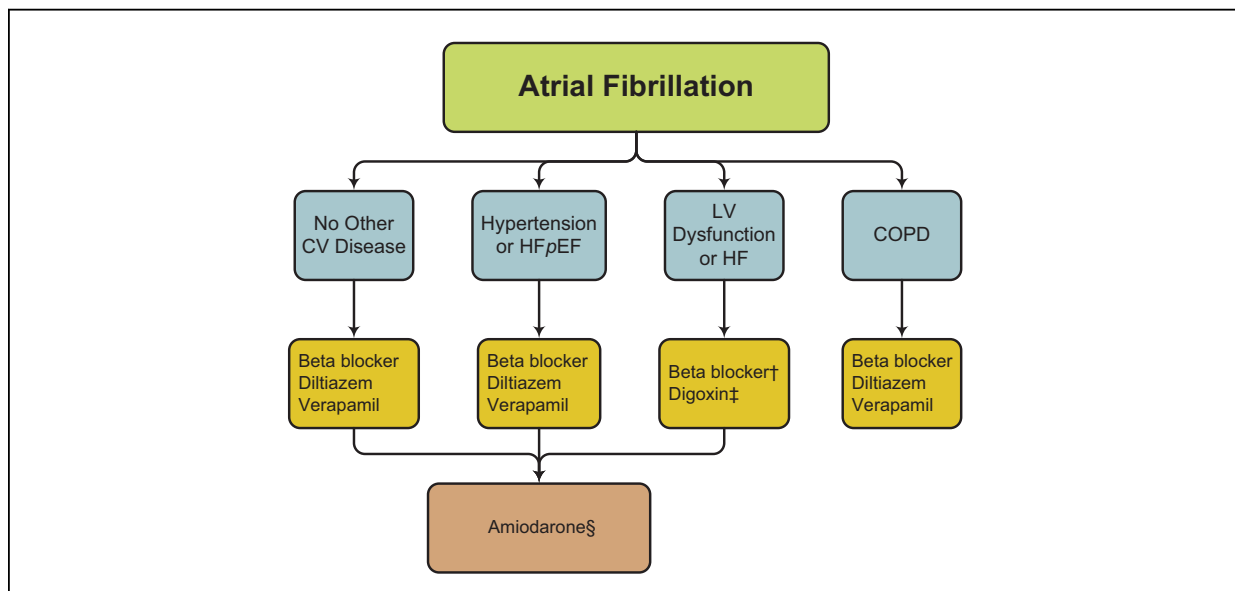 Atrial Fibrillation
No Other
CV Disease
Hypertension
or HFpEF
LV
Dysfunction
or HF
COPD
Beta blocker
Diltiazem
Verapamil
Beta blocker
Diltiazem
Verapamil
Beta blocker†
Digoxin‡
Beta blocker
Diltiazem
Verapamil
Amiodarone§